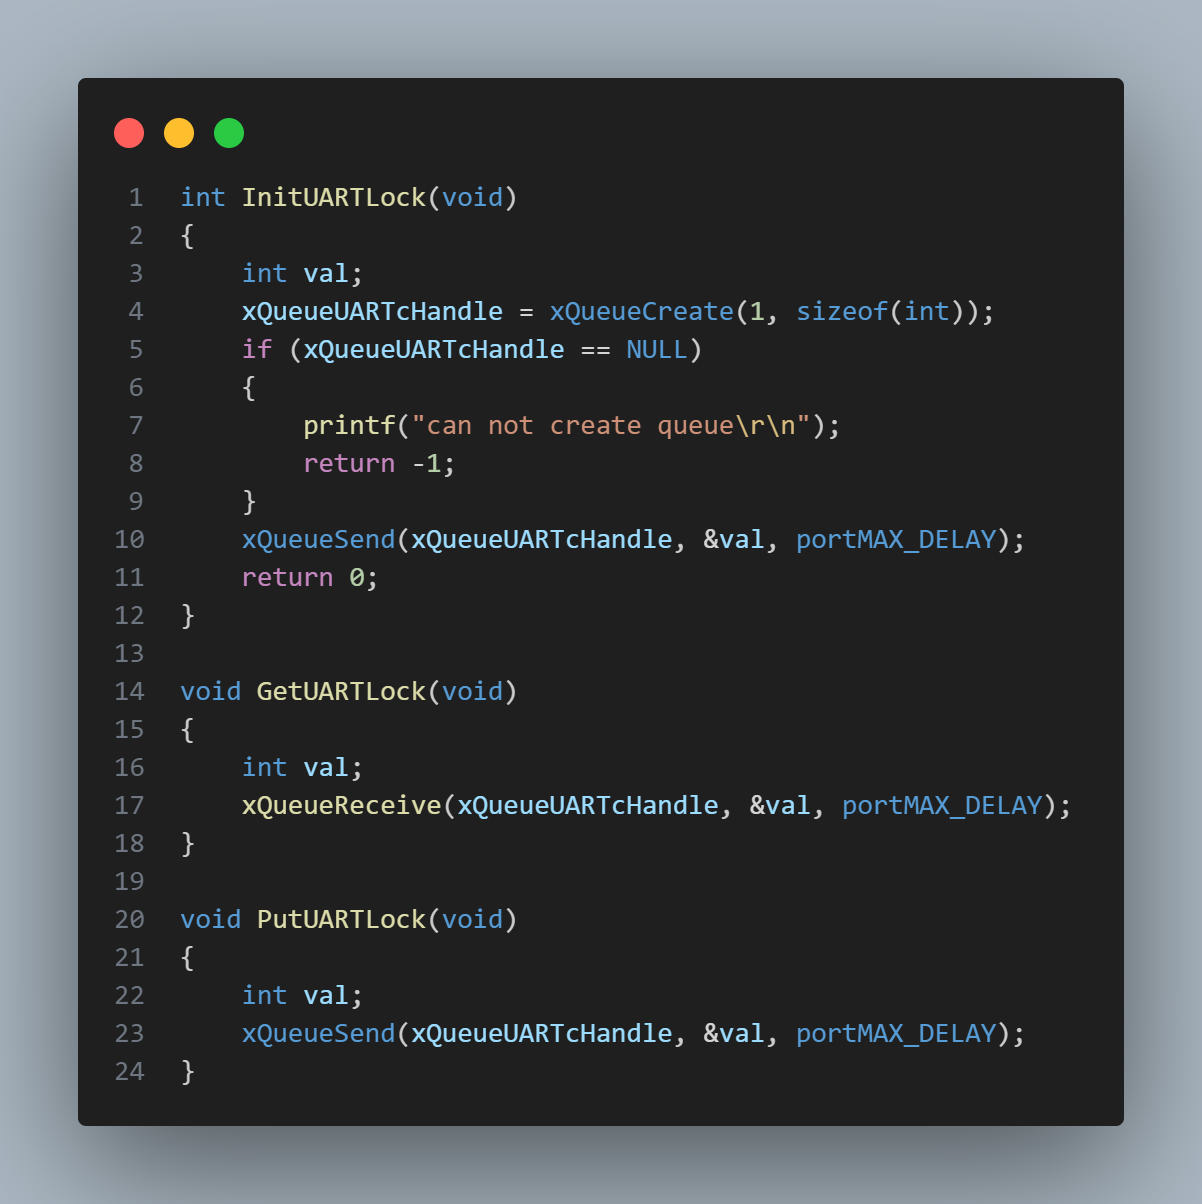 1 int InitUARTLock(void)
2 {
3     int val;
4     xQueueUARTcHandle = xQueueCreate(1, sizeof(int));
5     if (xQueueUARTcHandle == NULL)
6     {
7         printf("can not create queue\r\n");
8         return -1;
9     }
10     xQueueSend(xQueueUARTcHandle, &val, portMAX_DELAY);
11     return 0;
12 }
13
14 void GetUARTLock(void)
15 {
16     int val;
17     xQueueReceive(xQueueUARTcHandle, &val, portMAX_DELAY);
18 }
19
20 void PutUARTLock(void)
21 {
22     int val;
23     xQueueSend(xQueueUARTcHandle, &val, portMAX_DELAY);
24 }